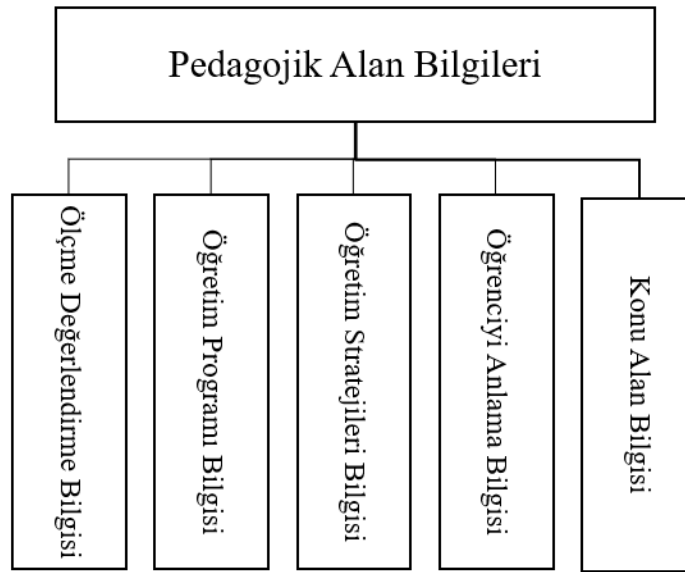 Pedagojik Alan Bilgileri
Ölçme Değerlendirme Bilgisi
Öğretim Programı Bilgisi
Öğretim Stratejileri Bilgisi
Öğrenciyi Anlama Bilgisi
Konu Alan Bilgisi